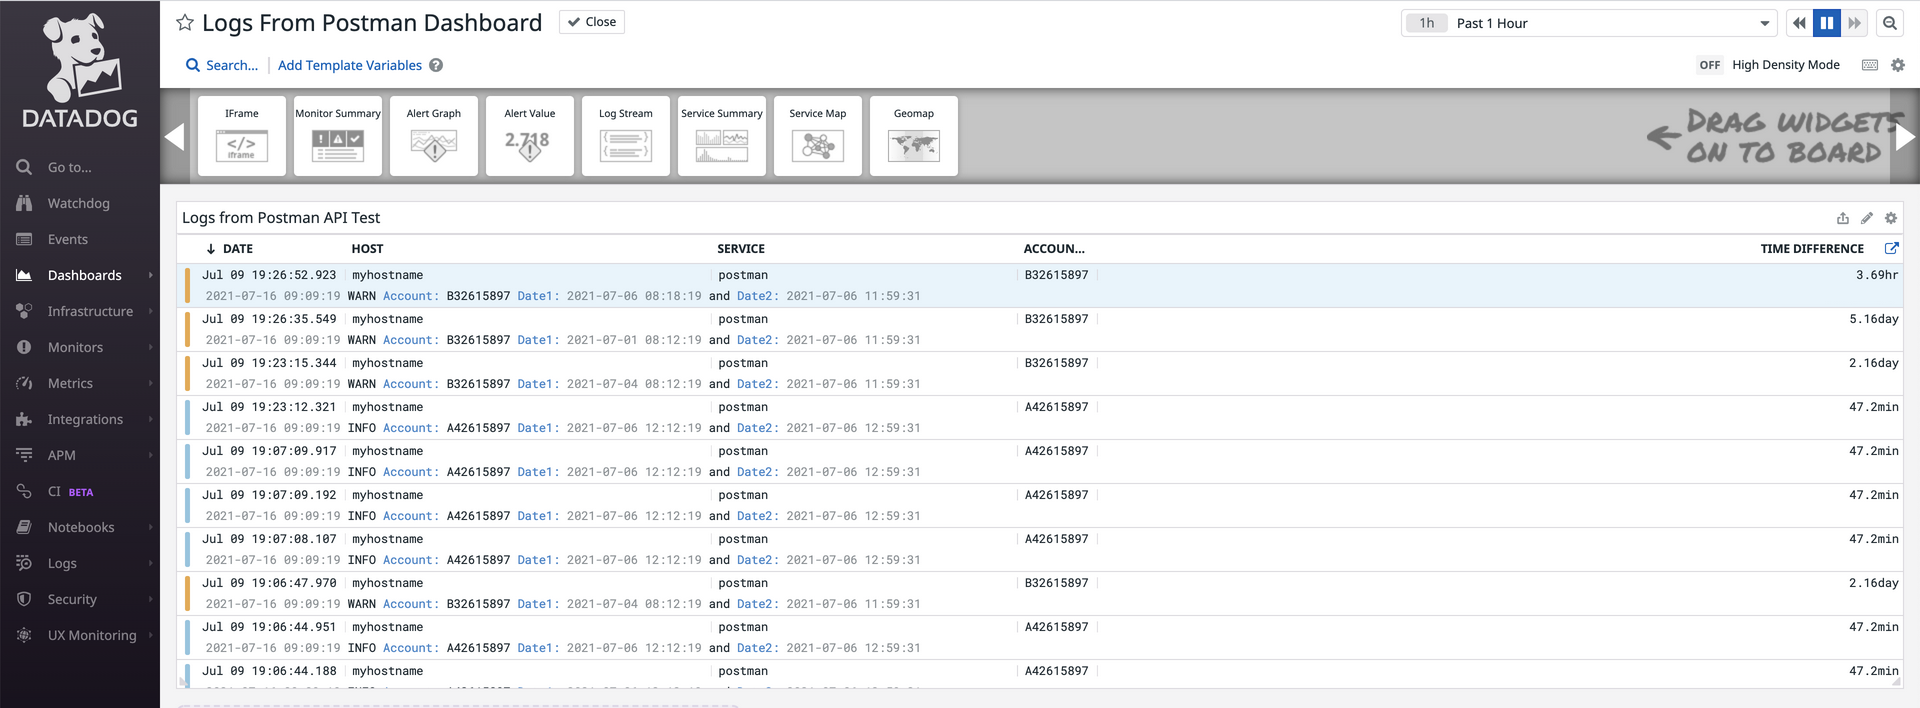 DATADOG
Go to...
Watchdog
Events
Dashboards
Infrastructure
Monitors
Metrics
Integrations
APM
CI BETA
Notebooks
Logs
Security
UX Monitoring
Logs From Postman Dashboard Close
1h Past 1 Hour
Search... Add Template Variables ?
OFF High Density Mode
IFrame Monitor Summary Alert Graph Alert Value Log Stream Service Summary Service Map Geomap
</> iframe 2.718
DRAG WIDGETS
ON TO BOARD
Logs from Postman API Test
DATE HOST SERVICE ACCOUN... TIME DIFFERENCE
Jul 09 19:26:52.923 myhostname postman B32615897 3.69hr
2021-07-16 09:09:19 WARN Account: B32615897 Date1: 2021-07-06 08:18:19 and Date2: 2021-07-06 11:59:31
Jul 09 19:26:35.549 myhostname postman B32615897 5.16day
2021-07-16 09:09:19 WARN Account: B32615897 Date1: 2021-07-01 08:12:19 and Date2: 2021-07-06 11:59:31
Jul 09 19:23:15.344 myhostname postman B32615897 2.16day
2021-07-16 09:09:19 WARN Account: B32615897 Date1: 2021-07-04 08:12:19 and Date2: 2021-07-06 11:59:31
Jul 09 19:23:12.321 myhostname postman A42615897 47.2min
2021-07-16 09:09:19 INFO Account: A42615897 Date1: 2021-07-06 12:12:19 and Date2: 2021-07-06 12:59:31
Jul 09 19:07:09.917 myhostname postman A42615897 47.2min
2021-07-16 09:09:19 INFO Account: A42615897 Date1: 2021-07-06 12:12:19 and Date2: 2021-07-06 12:59:31
Jul 09 19:07:09.192 myhostname postman A42615897 47.2min
2021-07-16 09:09:19 INFO Account: A42615897 Date1: 2021-07-06 12:12:19 and Date2: 2021-07-06 12:59:31
Jul 09 19:07:08.107 myhostname postman A42615897 47.2min
2021-07-16 09:09:19 INFO Account: A42615897 Date1: 2021-07-06 12:12:19 and Date2: 2021-07-06 12:59:31
Jul 09 19:06:47.970 myhostname postman B32615897 2.16day
2021-07-16 09:09:19 WARN Account: B32615897 Date1: 2021-07-04 08:12:19 and Date2: 2021-07-06 11:59:31
Jul 09 19:06:44.951 myhostname postman A42615897 47.2min
2021-07-16 09:09:19 INFO Account: A42615897 Date1: 2021-07-06 12:12:19 and Date2: 2021-07-06 12:59:31
Jul 09 19:06:44.188 myhostname postman A42615897 47.2min